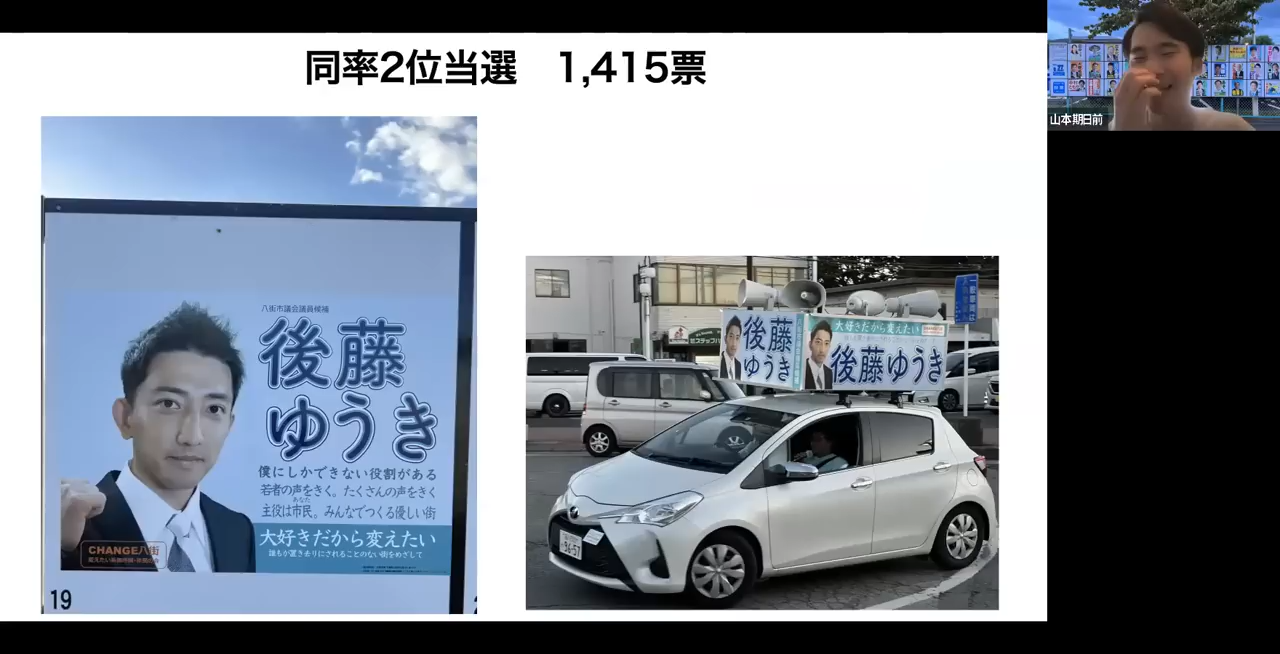 同率2位当選　1,415票
山本期日前
八街市議会議員候補
後藤
ゆうき
僕にしかできない役割がある
若者の声をきく。たくさんの声をきく
あなた
主役は市民。みんなでつくる優しい街
大好きだから変えたい
誰もが置き去りにされることのない街をめざして
CHANGE八街
19
後藤
ゆうき
大好きだから変えたい
後藤ゆうき
96-57